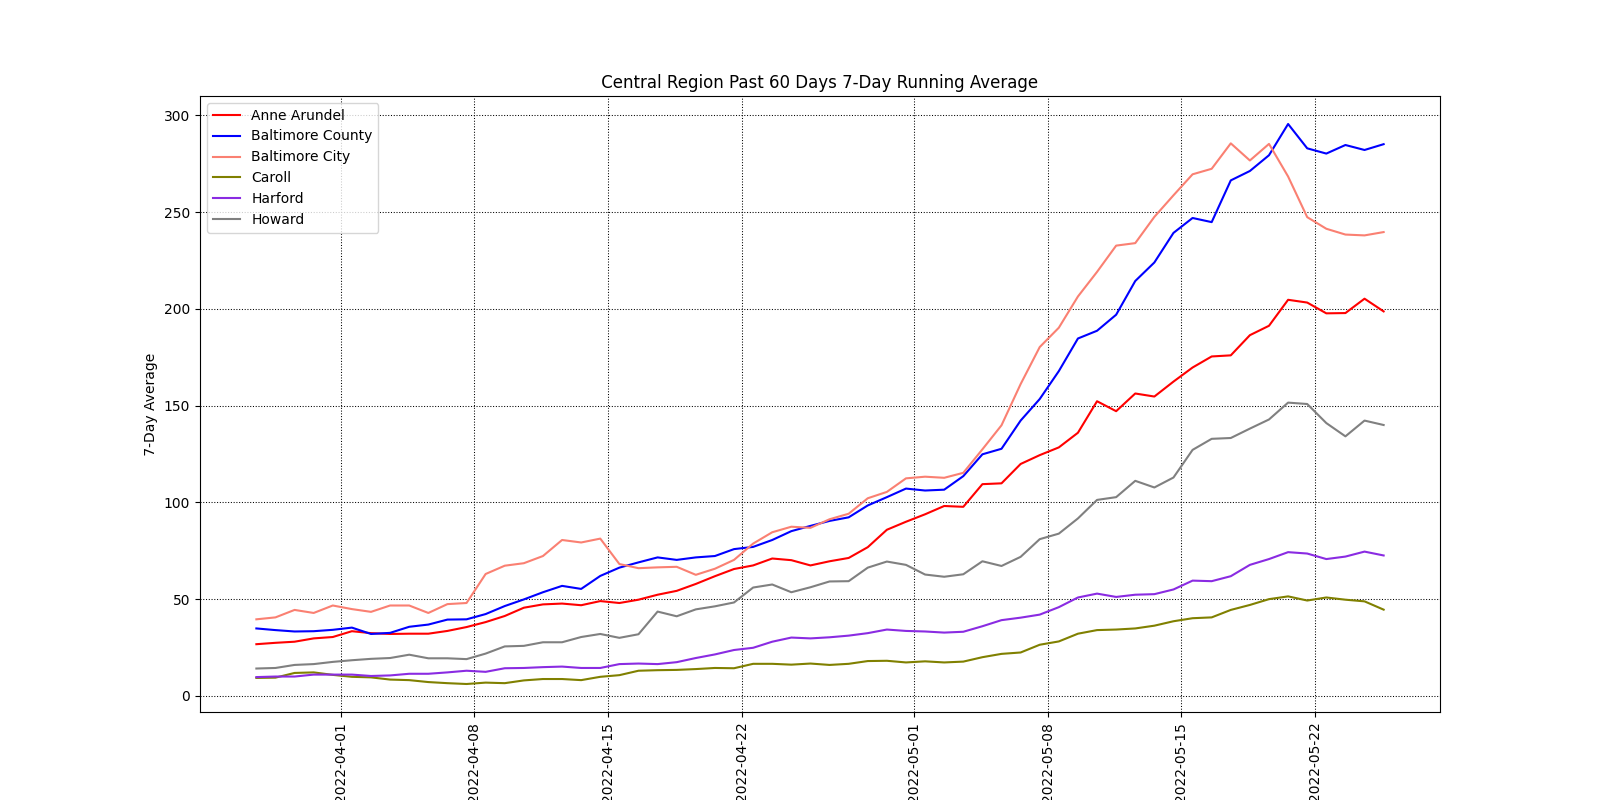 Central Region Past 60 Days 7-Day Running Average
Anne Arundel
Baltimore County
Baltimore City
Caroll
Harford
Howard
7-Day Average
300
250
200
150
100
50
0
2022-04-01
2022-04-08
2022-04-15
2022-04-22
2022-05-01
2022-05-08
2022-05-15
2022-05-22